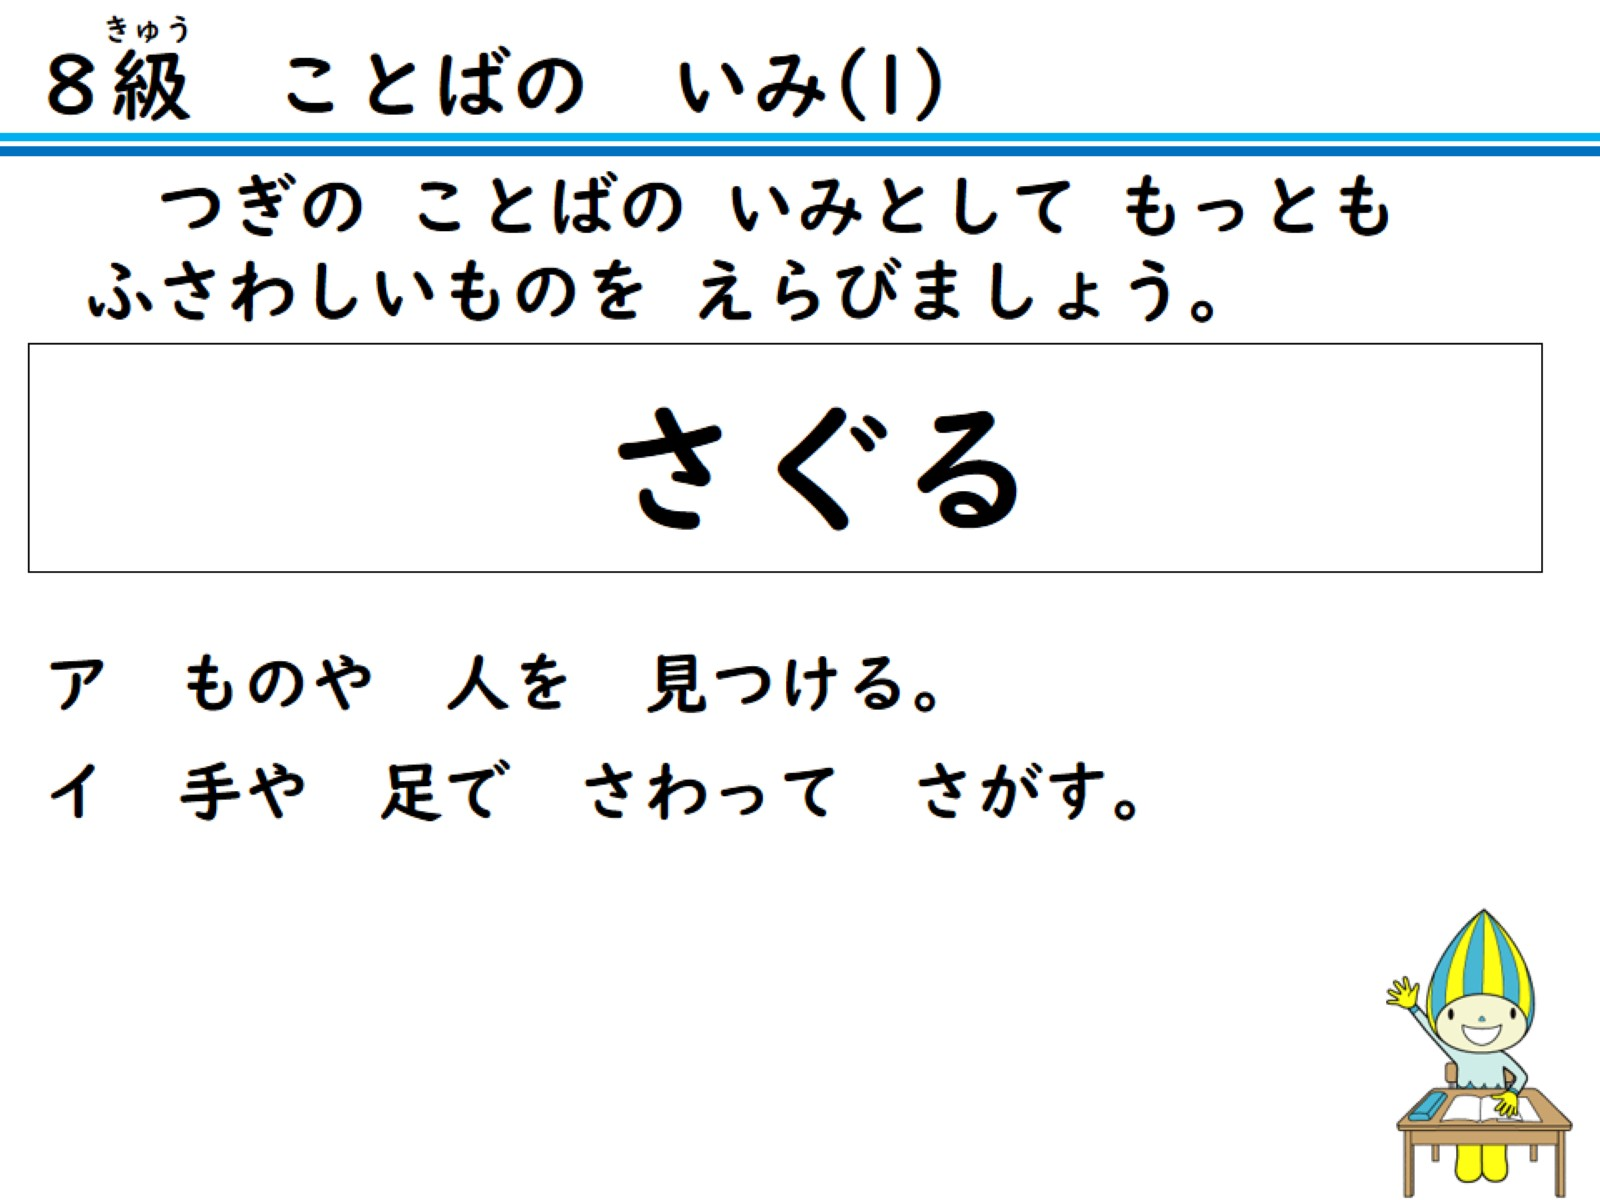 きゅう
8級　ことばの　いみ(1)
つぎの ことばの いみとして もっとも
ふさわしいものを えらびましょう。
さぐる
ア　ものや　人を　見つける。
イ　手や　足で　さわって　さがす。